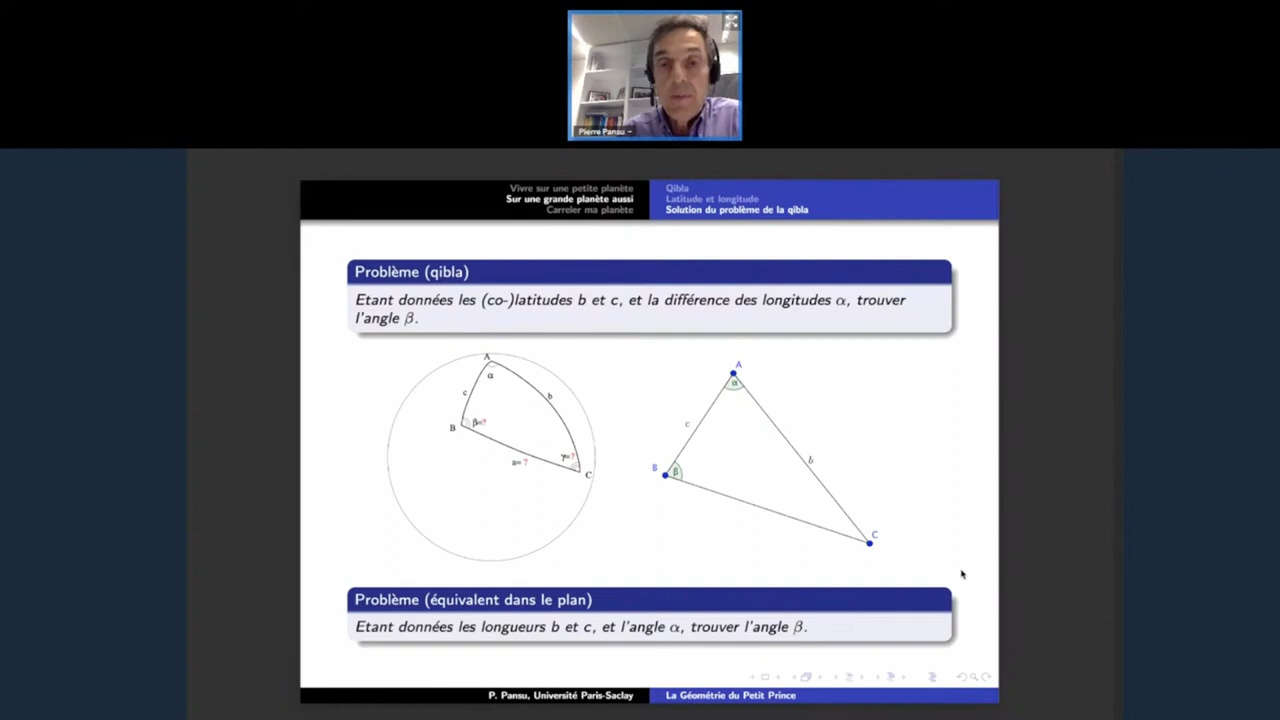 Pierre Pansu
Vivre sur une petite planète
Sur une grande planète aussi
Carreler ma planète
Qibla
Latitude et longitude
Solution du problème de la qibla
Problème (qibla)
Etant données les (co-)latitudes b et c, et la différence des longitudes α, trouver
l'angle β.
A
α
c
b
B
β=?
a= ?
γ=?
C
A
α
c
b
B
β
C
Problème (équivalent dans le plan)
Etant données les longueurs b et c, et l'angle α, trouver l'angle β.
P. Pansu, Université Paris-Saclay
La Géométrie du Petit Prince